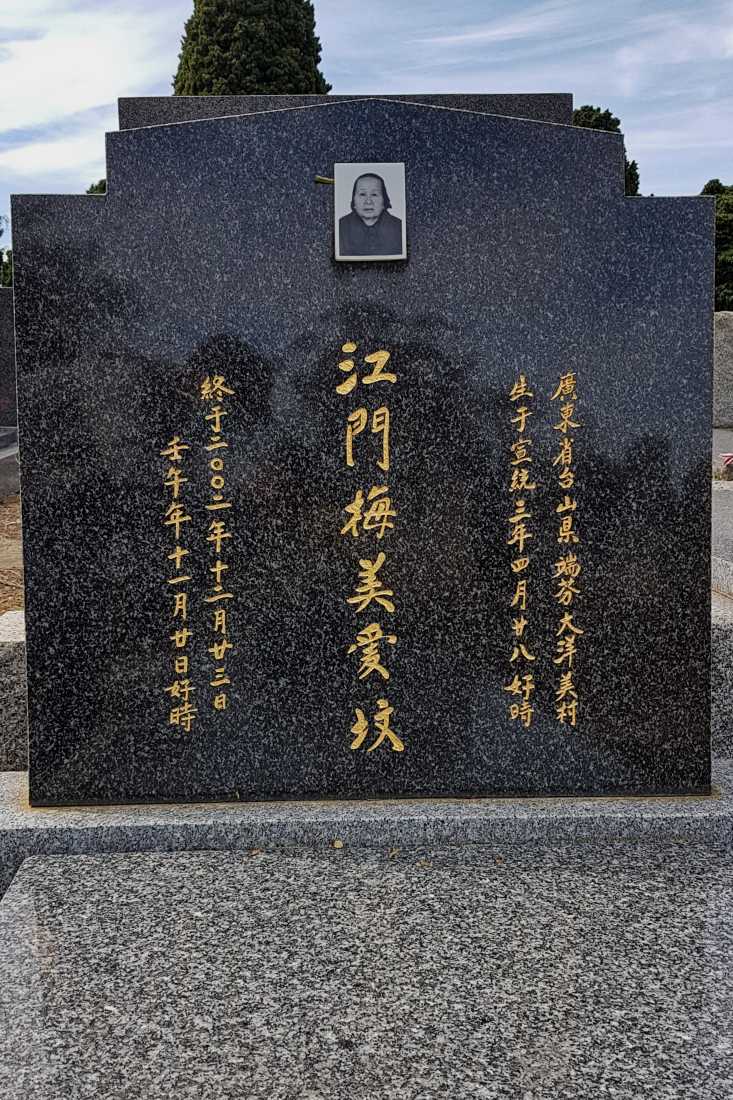 廣東省台山県端芬大洋美村
生于宣統三年四月廿八好時
江門梅美愛坟
終于二〇〇二年十二月廿三日
壬午年十一月廿日好時